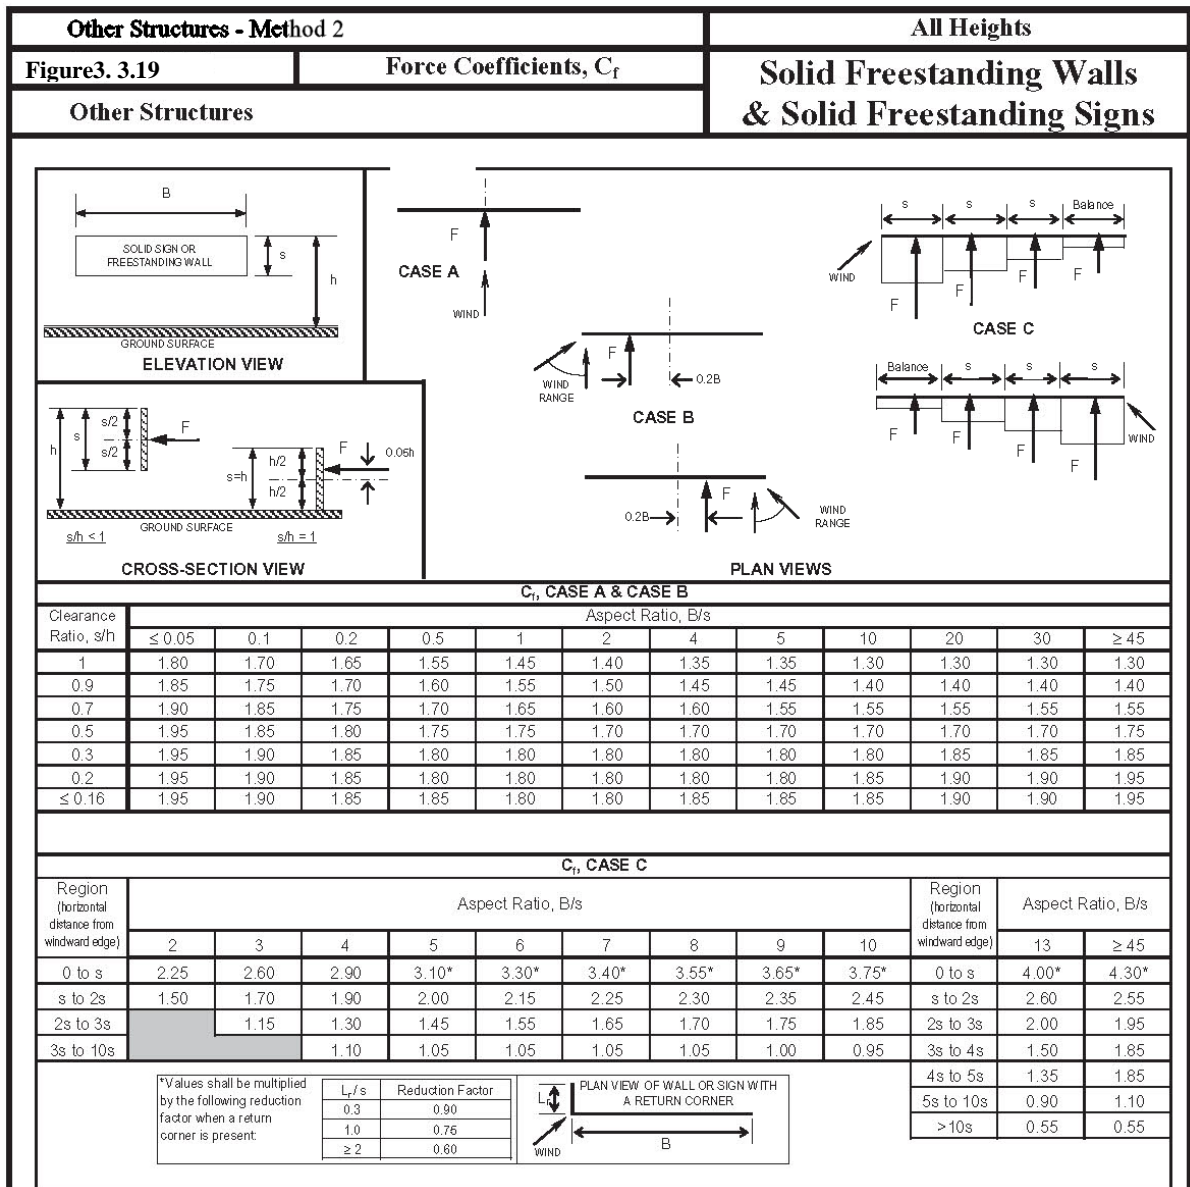 Other Structures - Method 2
All Heights
Figure3. 3.19
Force Coefficients, Cf
Solid Freestanding Walls
& Solid Freestanding Signs
Other Structures
B
SOLID SIGN OR
FREESTANDING WALL
s
h
GROUND SURFACE
ELEVATION VIEW
F
CASE A
WIND
F
WIND
RANGE
0.2B
CASE B
F
0.2B
WIND
RANGE
s s s Balance
WIND
F F F F
CASE C
Balance s s s
F F F F
WIND
h s s/2 s/2 F
s=h h/2 h/2 F 0.05h
GROUND SURFACE
s/h < 1
s/h = 1
CROSS-SECTION VIEW
PLAN VIEWS
Cf, CASE A & CASE B
Clearance
Ratio, s/h
Aspect Ratio, B/s
≤ 0.05 0.1 0.2 0.5 1 2 4 5 10 20 30 ≥ 45
1 1.80 1.70 1.65 1.55 1.45 1.40 1.35 1.35 1.30 1.30 1.30 1.30
0.9 1.85 1.75 1.70 1.60 1.55 1.50 1.45 1.45 1.40 1.40 1.40 1.40
0.7 1.90 1.85 1.75 1.70 1.65 1.60 1.60 1.55 1.55 1.55 1.55 1.55
0.5 1.95 1.85 1.80 1.75 1.75 1.70 1.70 1.70 1.70 1.70 1.70 1.75
0.3 1.95 1.90 1.85 1.80 1.80 1.80 1.80 1.80 1.80 1.85 1.85 1.85
0.2 1.95 1.90 1.85 1.80 1.80 1.80 1.80 1.80 1.85 1.90 1.90 1.95
≤ 0.16 1.95 1.90 1.85 1.85 1.80 1.80 1.85 1.85 1.85 1.90 1.90 1.95
Cf, CASE C
Region
(horizontal
distance from
windward edge)
Aspect Ratio, B/s
Region
(horizontal
distance from
windward edge)
Aspect Ratio, B/s
2 3 4 5 6 7 8 9 10 13 ≥ 45
0 to s 2.25 2.60 2.90 3.10* 3.30* 3.40* 3.55* 3.65* 3.75* 0 to s 4.00* 4.30*
s to 2s 1.50 1.70 1.90 2.00 2.15 2.25 2.30 2.35 2.45 s to 2s 2.60 2.55
2s to 3s 1.15 1.30 1.45 1.55 1.65 1.70 1.75 1.85 2s to 3s 2.00 1.95
3s to 10s 1.10 1.05 1.05 1.05 1.05 1.00 0.95 3s to 4s 1.50 1.85
4s to 5s 1.35 1.85
5s to 10s 0.90 1.10
>10s 0.55 0.55
*Values shall be multiplied
by the following reduction
factor when a return
corner is present:
Lr / s Reduction Factor
0.3 0.90
1.0 0.75
≥ 2 0.60
Lr
PLAN VIEW OF WALL OR SIGN WITH
A RETURN CORNER
WIND
B